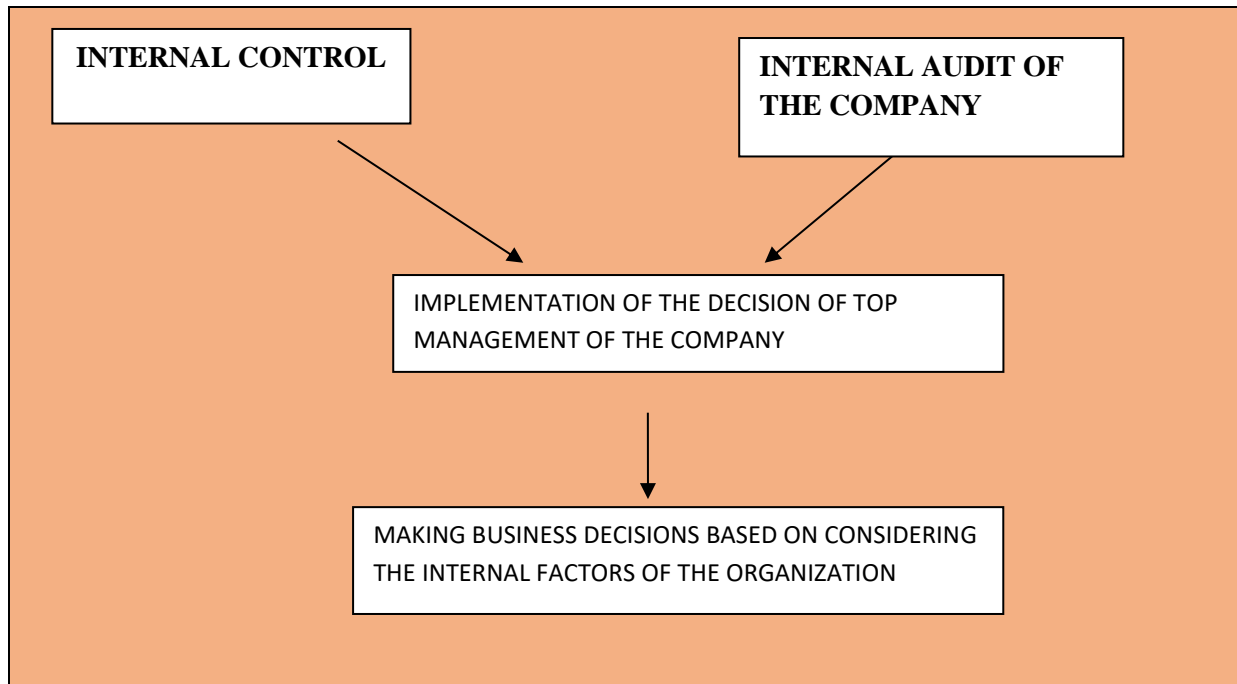 INTERNAL CONTROL
INTERNAL AUDIT OF
THE COMPANY
IMPLEMENTATION OF THE DECISION OF TOP
MANAGEMENT OF THE COMPANY
MAKING BUSINESS DECISIONS BASED ON CONSIDERING
THE INTERNAL FACTORS OF THE ORGANIZATION